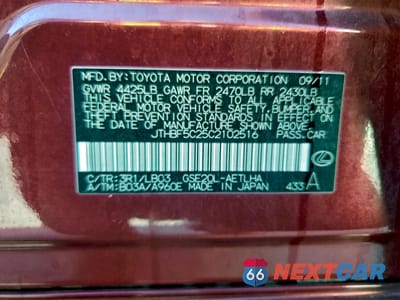 MFD.BY:TOYOTA MOTOR CORPORATION 09/11
GVWR 4425LB GAWR FR 2470LB RR 2430LB
THIS VEHICLE CONFORMS TO ALL APPLICABLE
FEDERAL MOTOR VEHICLE SAFETY, BUMPER, AND
THEFT PREVENTION STANDARDS IN EFFECT ON
THE DATE OF MANUFACTURE SHOWN ABOVE.
JTHBF5C25C2102516 PASS.CAR
C/TR:3R1/LB03 GSE20L-AETLHA
A/TM:B03A/A960E MADE IN JAPAN 433 A
66 NEXTCAR